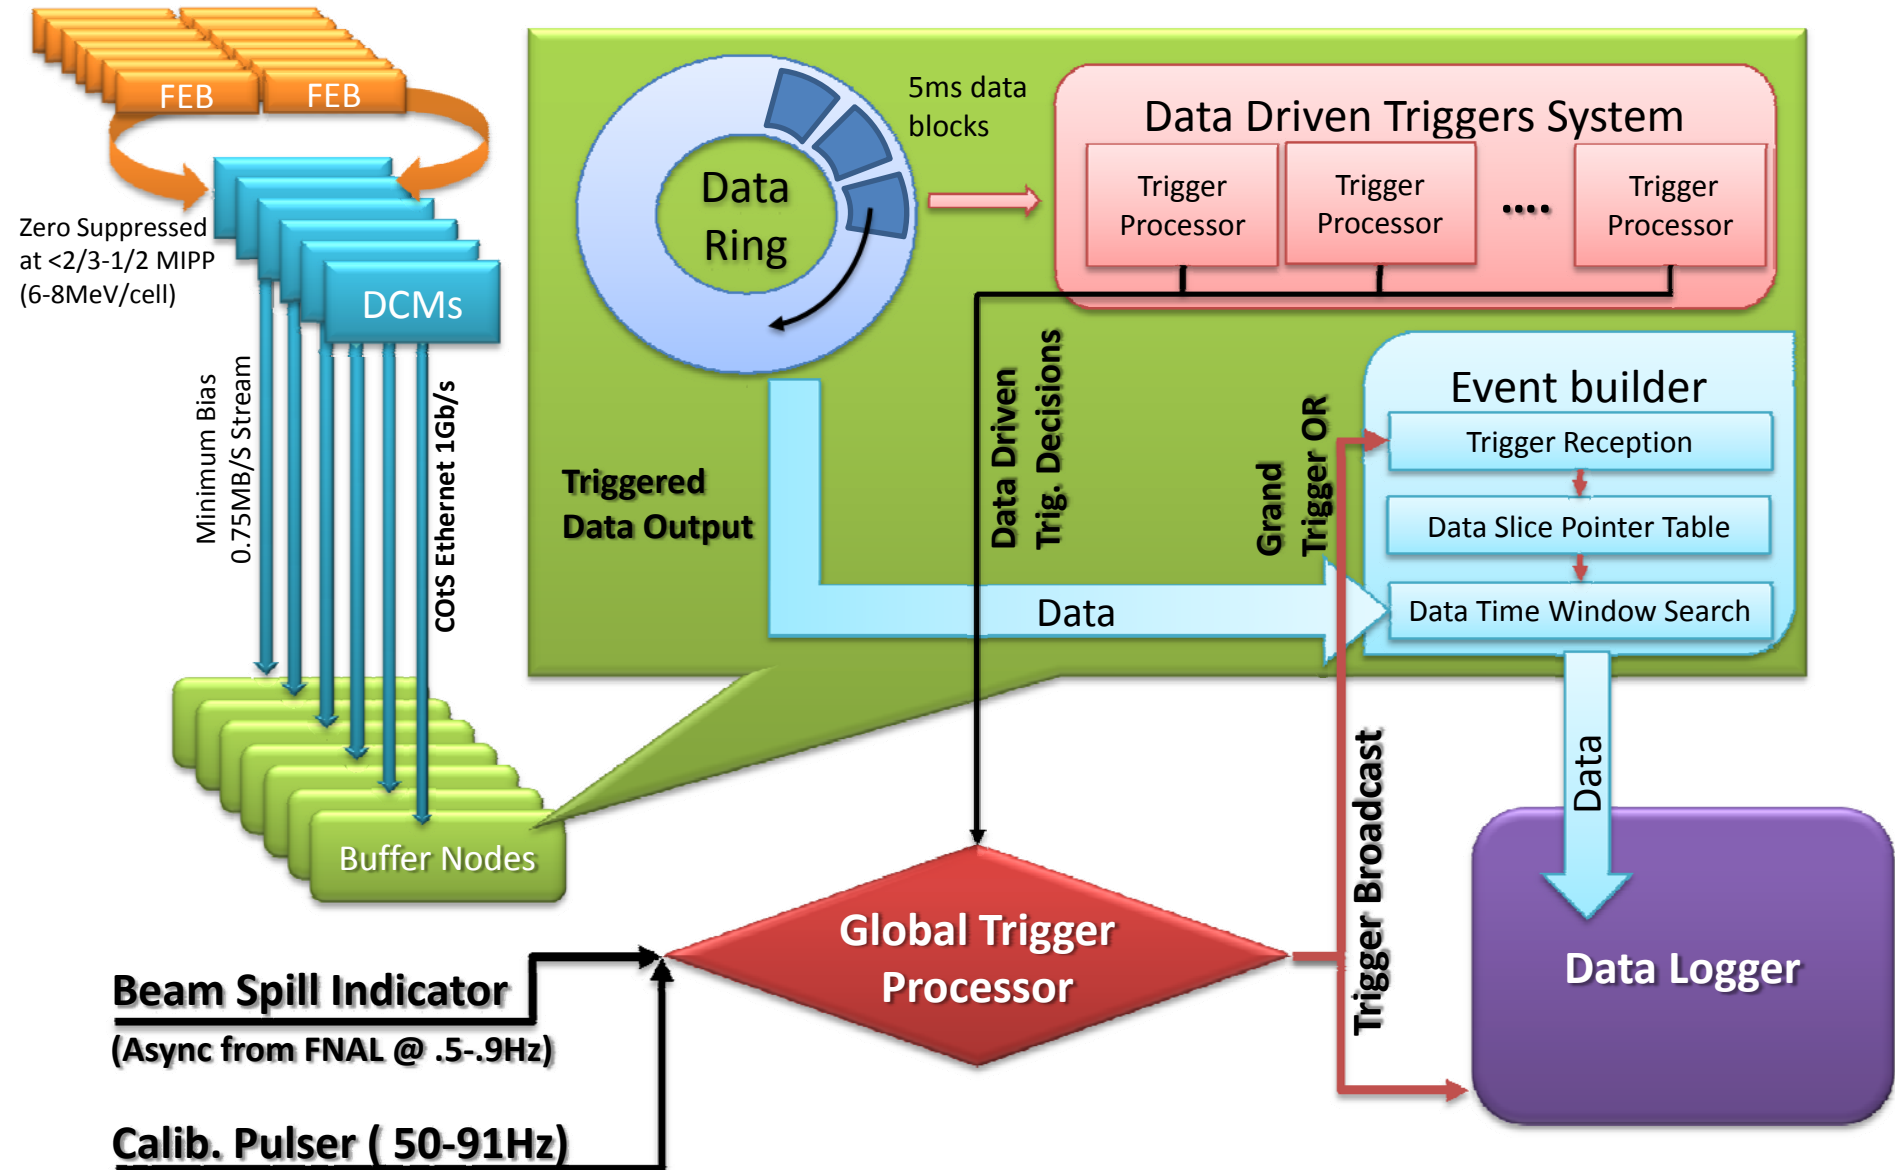 FEB
FEB
Zero Suppressed
at <2/3-1/2 MIPP
(6-8MeV/cell)
DCMs
Minimum Bias
0.75MB/S Stream
COtS Ethernet 1Gb/s
Buffer Nodes
Data
Ring
5ms data
blocks
Data Driven Triggers System
Trigger
Processor
Trigger
Processor
....
Trigger
Processor
Triggered
Data Output
Data Driven
Trig. Decisions
Grand
Trigger OR
Event builder
Trigger Reception
Data Slice Pointer Table
Data Time Window Search
Data
Data
Trigger Broadcast
Global Trigger
Processor
Data Logger
Beam Spill Indicator
(Async from FNAL @ .5-.9Hz)
Calib. Pulser ( 50-91Hz)